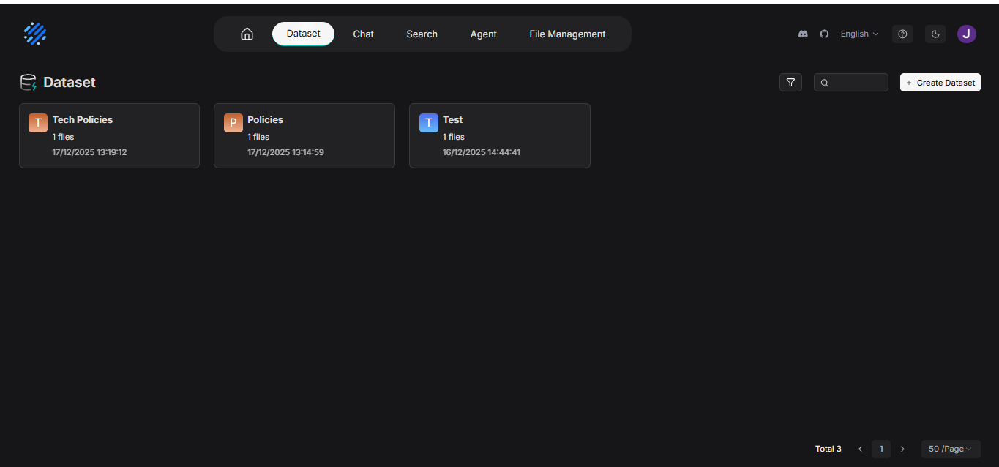 Dataset Chat Search Agent File Management English J
Dataset
Create Dataset
T Tech Policies
1 files
17/12/2025 13:19:12
P Policies
1 files
17/12/2025 13:14:59
T Test
1 files
16/12/2025 14:44:41
Total 3 1 50 /Page